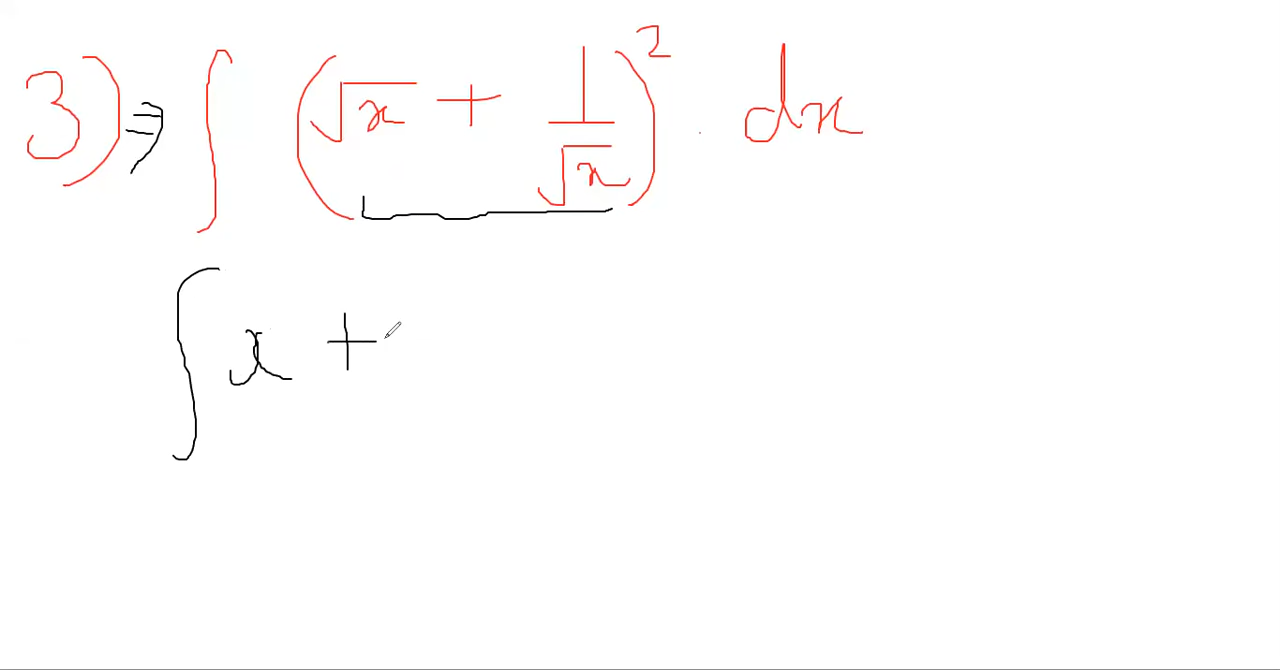 3) ⇒ ∫ (√x + 1/√x)² dx
∫ x +